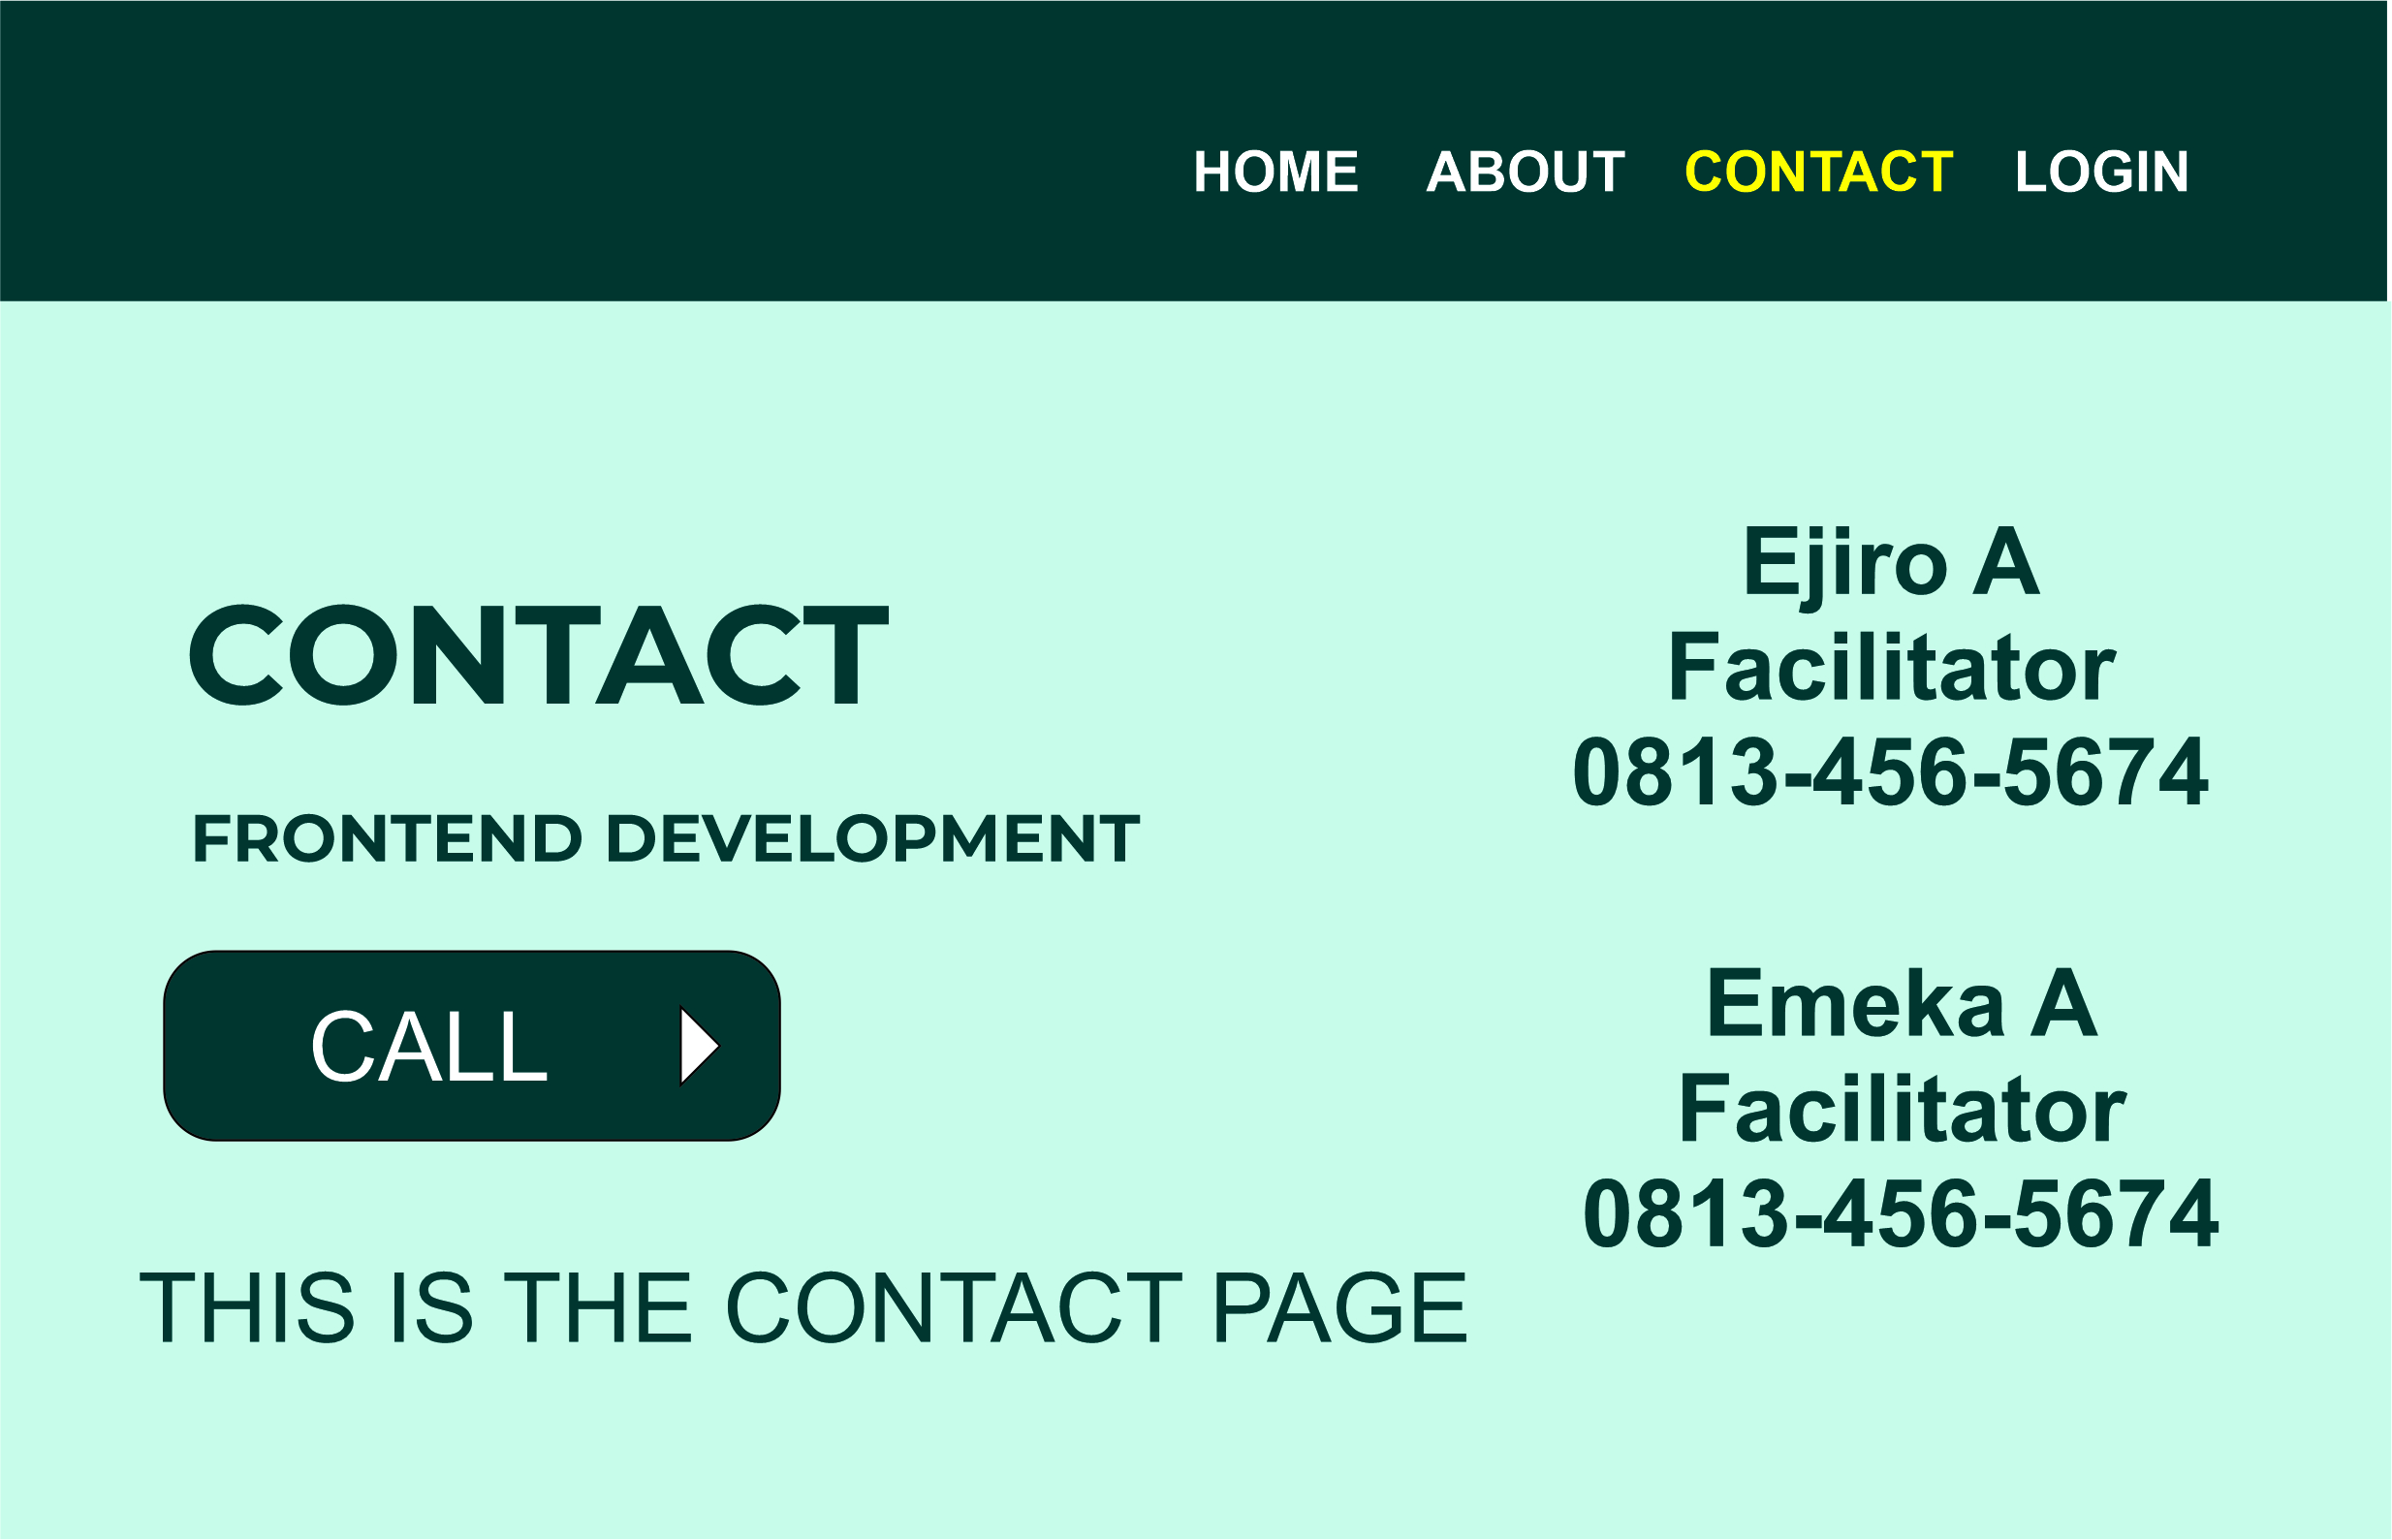 HOME ABOUT CONTACT LOGIN
CONTACT
FRONTEND DEVELOPMENT
CALL
THIS IS THE CONTACT PAGE
Ejiro A
Facilitator
0813-456-5674
Emeka A
Facilitator
0813-456-5674